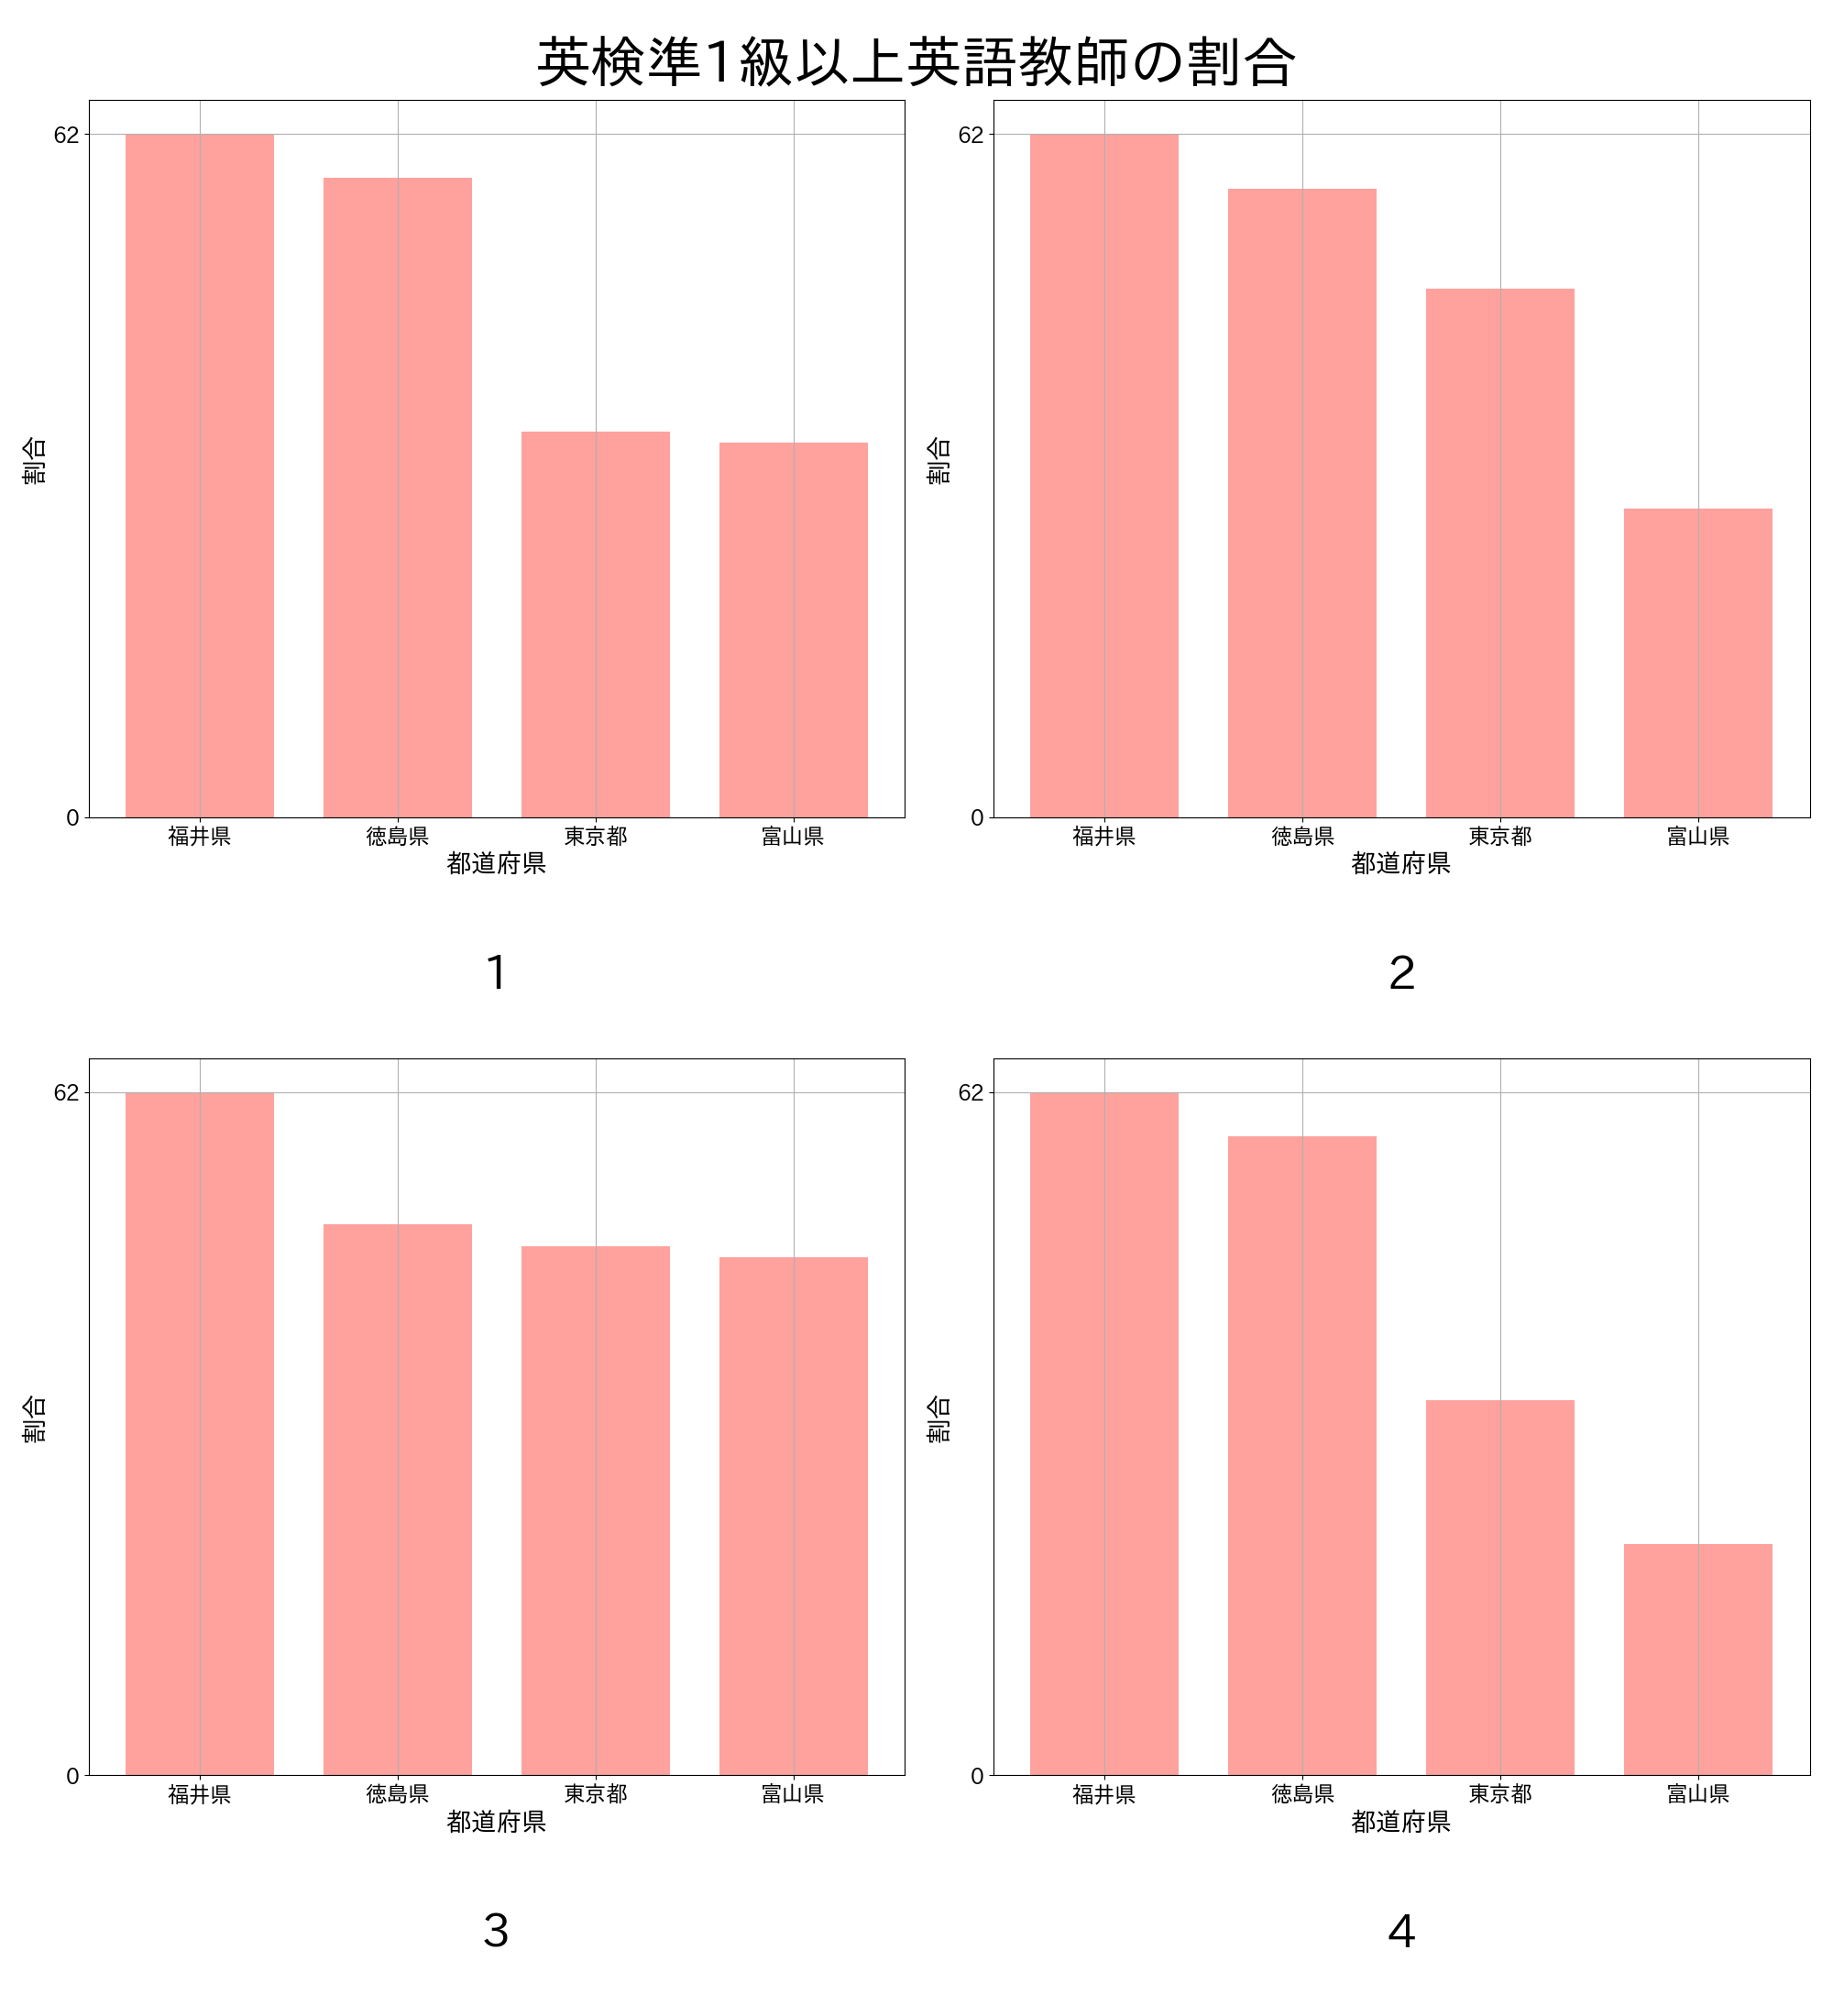 英検準1級以上英語教師の割合
62
0
割合
福井県 徳島県 東京都 富山県
都道府県
1
62
0
割合
福井県 徳島県 東京都 富山県
都道府県
2
62
0
割合
福井県 徳島県 東京都 富山県
都道府県
3
62
0
割合
福井県 徳島県 東京都 富山県
都道府県
4